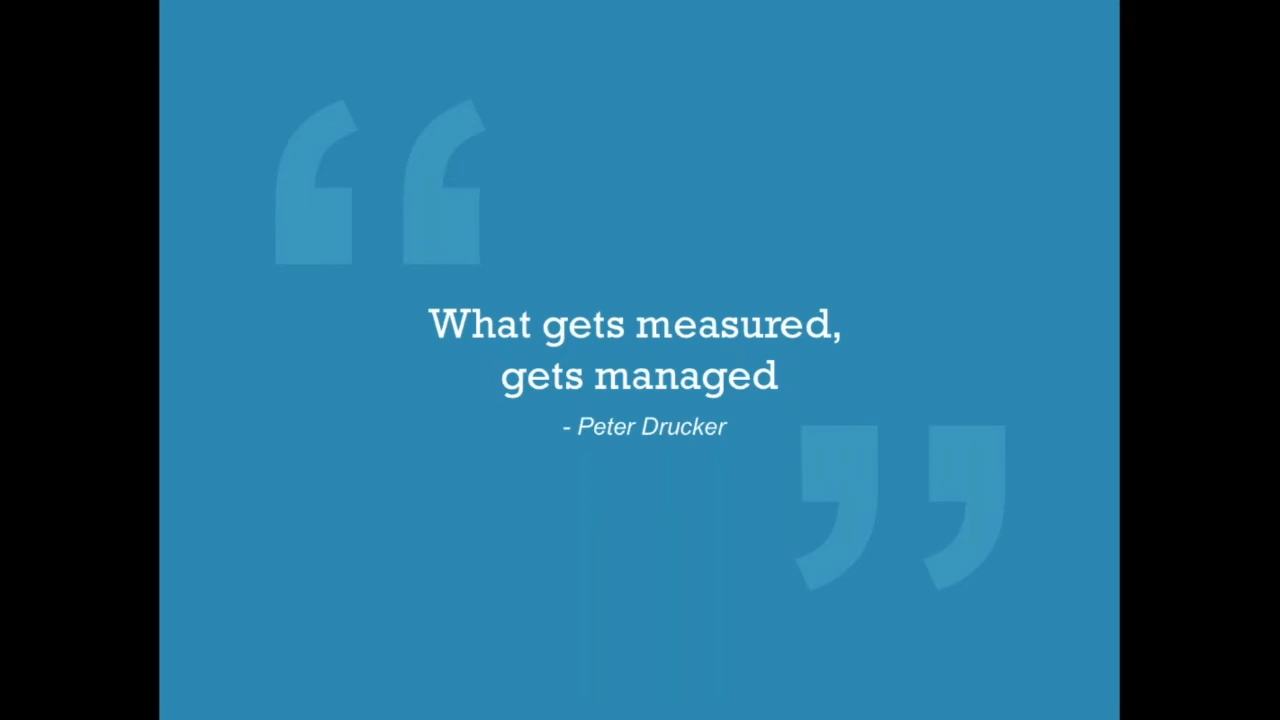 What gets measured,
gets managed
- Peter Drucker